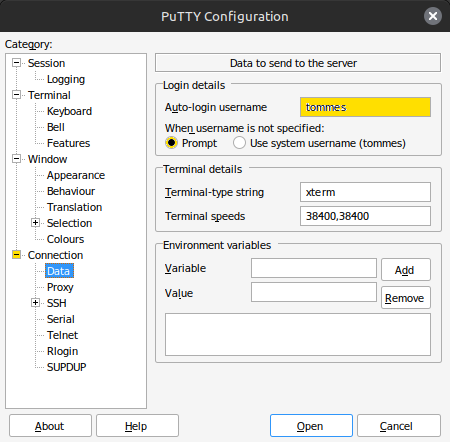 PuTTY Configuration
Category:
Session
Logging
Terminal
Keyboard
Bell
Features
Window
Appearance
Behaviour
Translation
Selection
Colours
Connection
Data
Proxy
SSH
Serial
Telnet
Rlogin
SUPDUP
Data to send to the server
Login details
Auto-login username
tommes
When username is not specified:
Prompt
Use system username (tommes)
Terminal details
Terminal-type string
xterm
Terminal speeds
38400,38400
Environment variables
Variable
Add
Value
Remove
About
Help
Open
Cancel